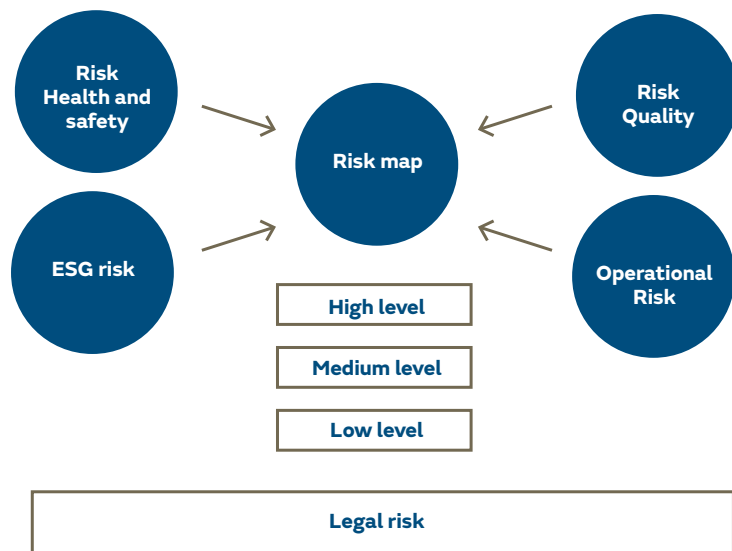 Risk
Health and
safety
Risk map
Risk
Quality
ESG risk
Operational
Risk
High level
Medium level
Low level
Legal risk